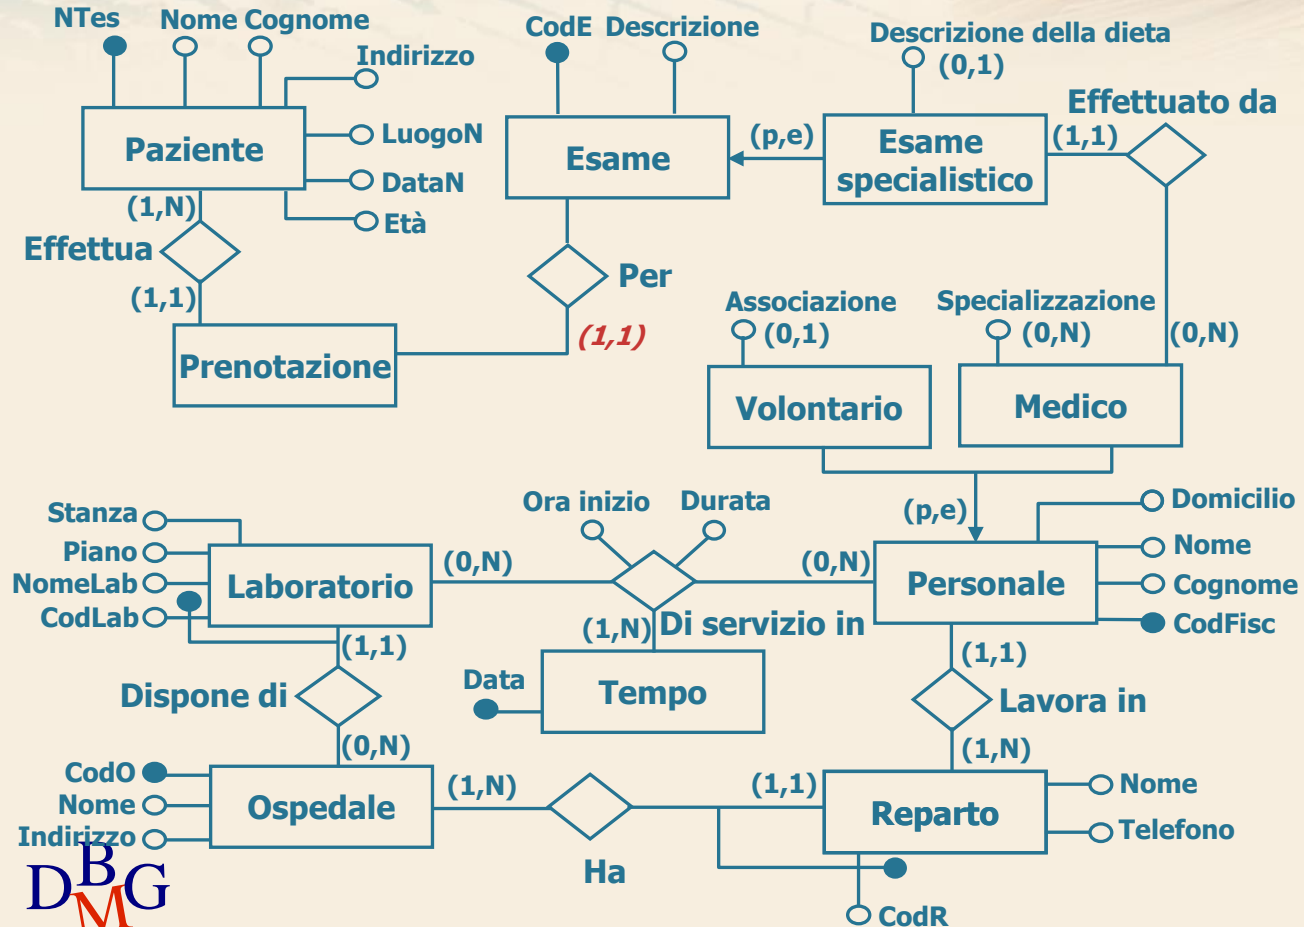 NTes
Nome Cognome
Indirizzo
LuogoN
DataN
Età
Paziente
(1,N)
Effettua
(1,1)
Prenotazione
CodE Descrizione
Esame
Per
(1,1)
(p,e)
Descrizione della dieta
(0,1)
Esame
specialistico
Effettuato da
(1,1)
(0,N)
Associazione
(0,1)
Volontario
Specializzazione
(0,N)
Medico
(p,e)
Domicilio
Nome
Cognome
CodFisc
Personale
Stanza
Piano
NomeLab
CodLab
Laboratorio
(0,N)
Ora inizio
Durata
(0,N)
Di servizio in
(1,N)
Data
Tempo
(1,1)
Dispone di
(0,N)
(1,1)
Lavora in
(1,N)
CodO
Nome
Indirizzo
Ospedale
(1,N)
Ha
(1,1)
Reparto
Nome
Telefono
CodR
DBMG